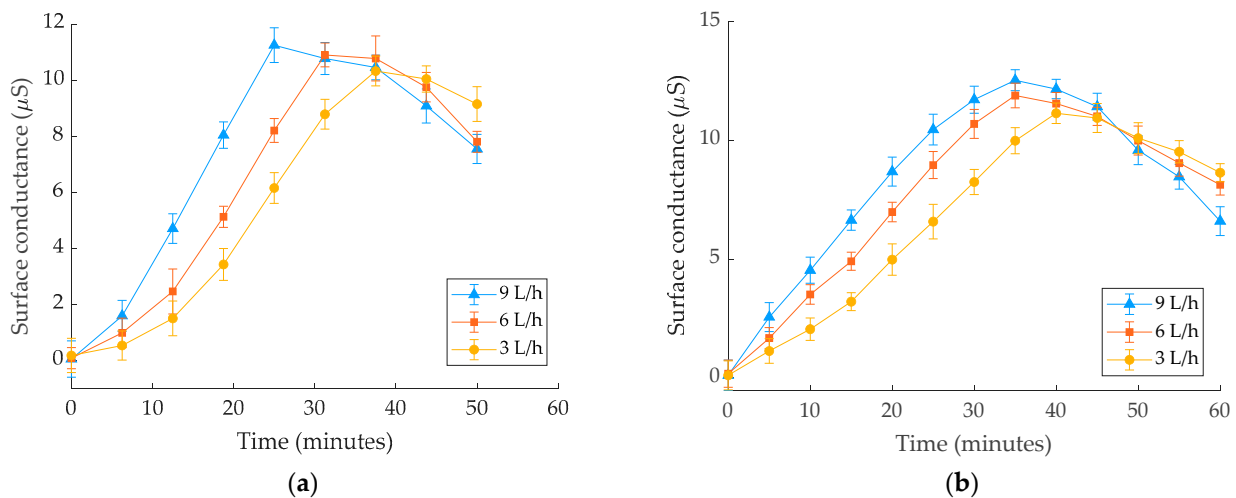 12
10
8
6
4
2
0
Surface conductance (μS)
9 L/h
6 L/h
3 L/h
0 10 20 30 40 50 60
Time (minutes)
(a)
15
10
5
0
Surface conductance (μS)
9 L/h
6 L/h
3 L/h
0 10 20 30 40 50 60
Time (minutes)
(b)